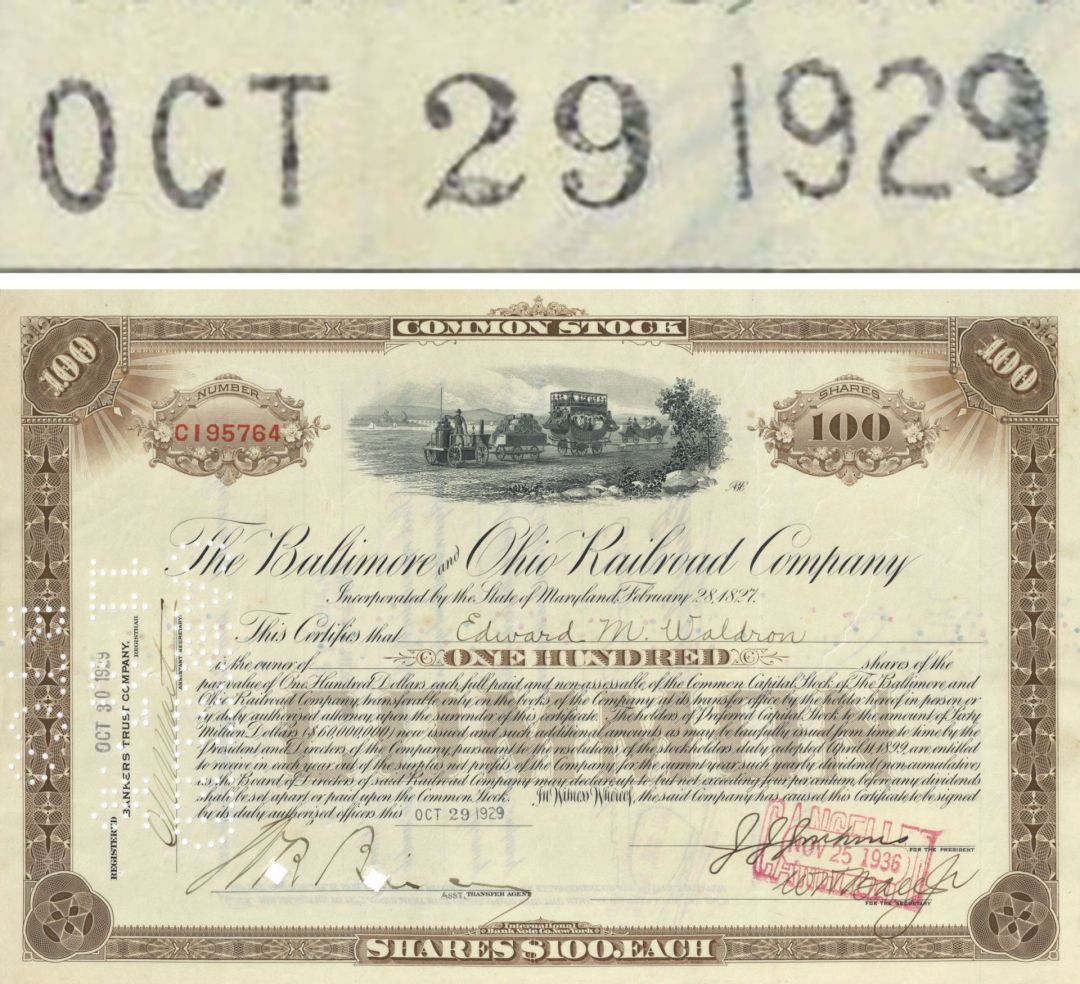 OCT 29 1929
COMMON STOCK
100
100
NUMBER
C195764
SHARES
100
The Baltimore and Ohio Railroad Company
Incorporated by the State of Maryland, February 28, 1827.
This Certifies that Edward M. Waldron
is the owner of ONE HUNDRED shares of the
par value of One Hundred Dollars each, full paid and non-assessable, of the Common Capital Stock of The Baltimore and
Ohio Railroad Company, transferable only on the books of the Company at its transfer office by the holder hereof in person or
by duly authorized attorney, upon the surrender of this certificate. The holders of Preferred Capital Stock to the amount of Sixty
Million Dollars ($60,000,000) now issued and such additional amounts as may be lawfully issued from time to time by the
President and Directors of the Company, pursuant to the resolutions of the stockholders duly adopted April 11, 1899, are entitled
to receive in each year out of the surplus net profits of the Company for the current year such yearly dividend (non-cumulative)
as the Board of Directors of said Railroad Company may declare up to but not exceeding four per centum, before any dividends
shall be set apart or paid upon the Common Stock. In Witness Whereof, the said Company has caused this Certificate to be signed
by its duly authorized officers this OCT 29 1929
REGISTERED
OCT 30 1929
BANKERS TRUST COMPANY,
REGISTRAR
ASSISTANT SECRETARY.
ASST. TRANSFER AGENT
CANCELLED
NOV 25 1936
FOR THE PRESIDENT
FOR THE SECRETARY
International
Bank Note Co. New York
SHARES $100. EACH